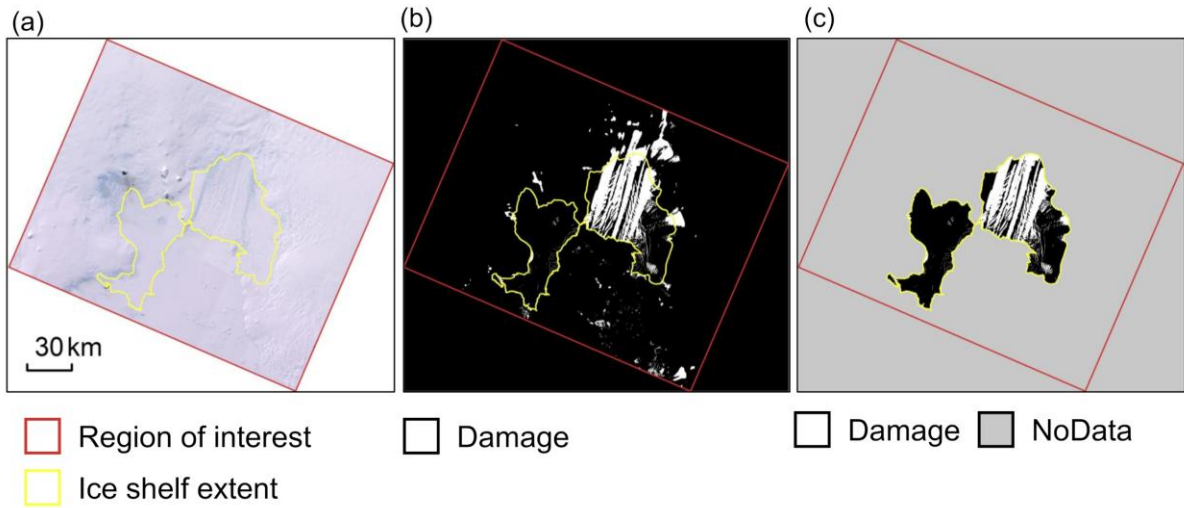 (a)
(b)
(c)
30 km
Region of interest
Damage
Damage
NoData
Ice shelf extent